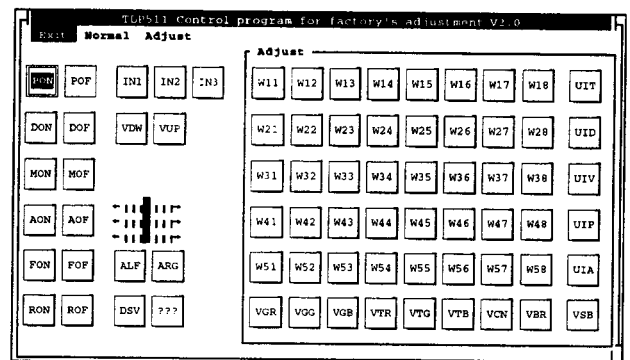 TLP511 Control program for factory's adjustment V2.0
Exit Normal Adjust
Adjust
PON POF IN1 IN2 IN3 W11 W12 W13 W14 W15 W16 W17 W18 UIT
DON DOF VDW VUP W21 W22 W23 W24 W25 W26 W27 W28 UID
MON MOF W31 W32 W33 W34 W35 W36 W37 W38 UIV
AON AOF W41 W42 W43 W44 W45 W46 W47 W48 UIP
FON FOF ALF ARG W51 W52 W53 W54 W55 W56 W57 W58 UIA
RON ROF DSV ??? VGR VGG VGB VTR VTG VTB VCN VBR VSB